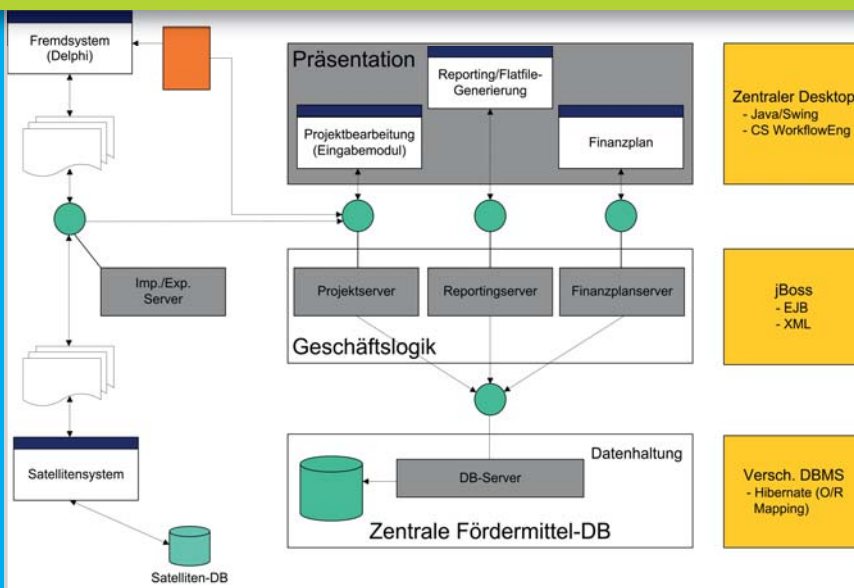 Fremdsystem
(Delphi)
Präsentation
Reporting/Flatfile-
Generierung
Projektbearbeitung
(Eingabemodul)
Finanzplan
Zentraler Desktop
- Java/Swing
- CS WorkflowEng
Imp./Exp.
Server
Projektserver
Reportingserver
Finanzplanserver
Geschäftslogik
jBoss
- EJB
- XML
Satellitensystem
Satelliten-DB
Datenhaltung
DB-Server
Zentrale Fördermittel-DB
Versch. DBMS
- Hibernate (O/R
Mapping)